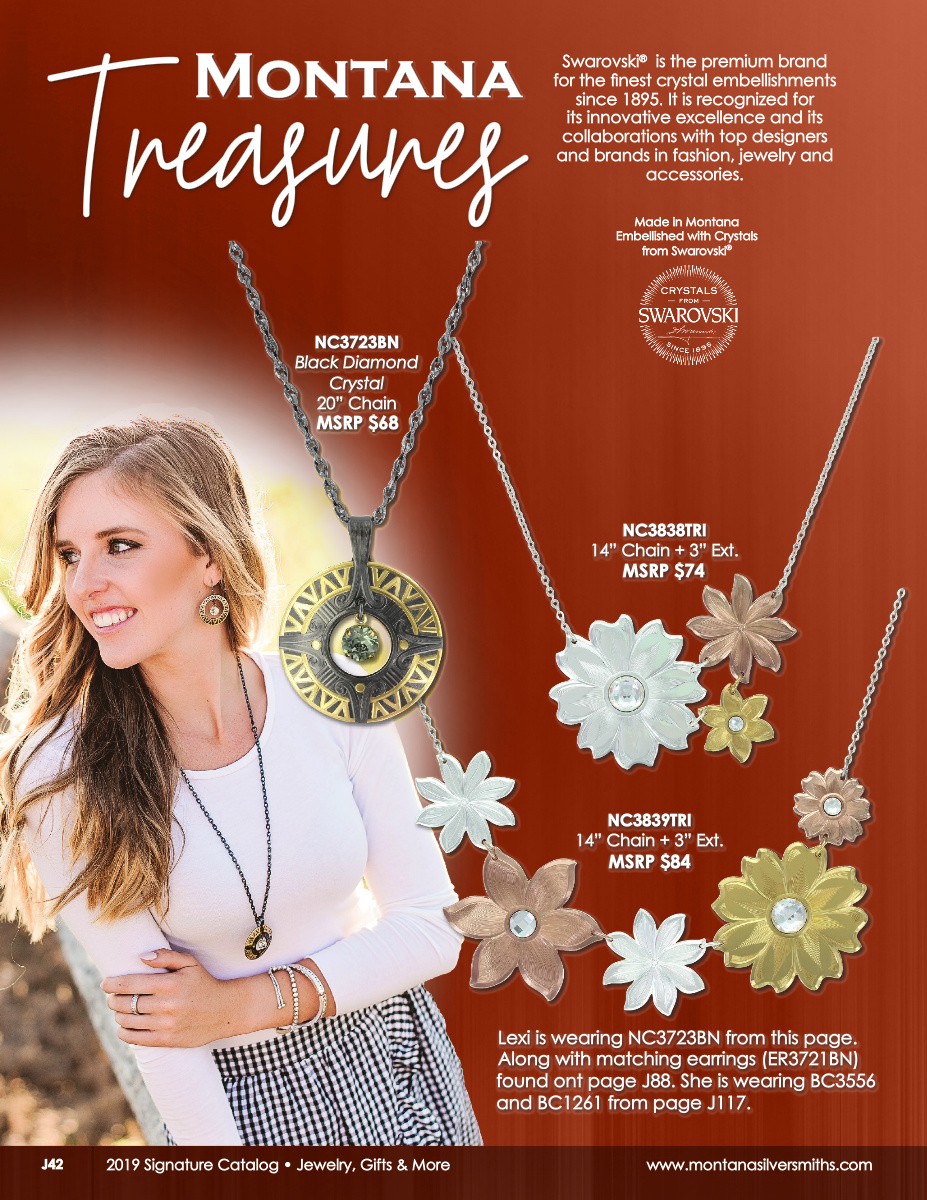 MONTANA
Treasures
Swarovski® is the premium brand
for the finest crystal embellishments
since 1895. It is recognized for
its innovative excellence and its
collaborations with top designers
and brands in fashion, jewelry and
accessories.
Made in Montana
Embellished with Crystals
from Swarovski®
CRYSTALS
FROM
SWAROVSKI
SINCE 1895
NC3723BN
Black Diamond
Crystal
20” Chain
MSRP $68
NC3838TRI
14” Chain + 3” Ext.
MSRP $74
NC3839TRI
14” Chain + 3” Ext.
MSRP $84
Lexi is wearing NC3723BN from this page.
Along with matching earrings (ER3721BN)
found ont page J88. She is wearing BC3556
and BC1261 from page J117.
J42 2019 Signature Catalog • Jewelry, Gifts & More www.montanasilversmiths.com